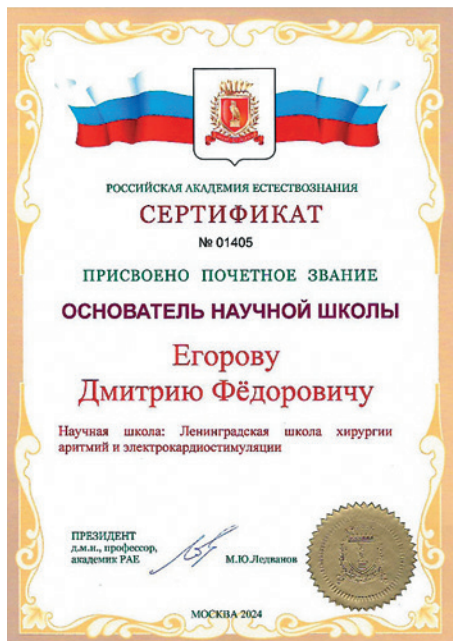 РОССИЙСКАЯ АКАДЕМИЯ ЕСТЕСТВОЗНАНИЯ
СЕРТИФИКАТ
№ 01405
ПРИСВОЕНО ПОЧЕТНОЕ ЗВАНИЕ
ОСНОВАТЕЛЬ НАУЧНОЙ ШКОЛЫ
Егорову
Дмитрию Фёдоровичу
Научная школа: Ленинградская школа хирургии
аритмий и электрокардиостимуляции
ПРЕЗИДЕНТ
д.м.н., профессор,
академик РАЕ
М.Ю.Ледванов
МОСКВА 2024